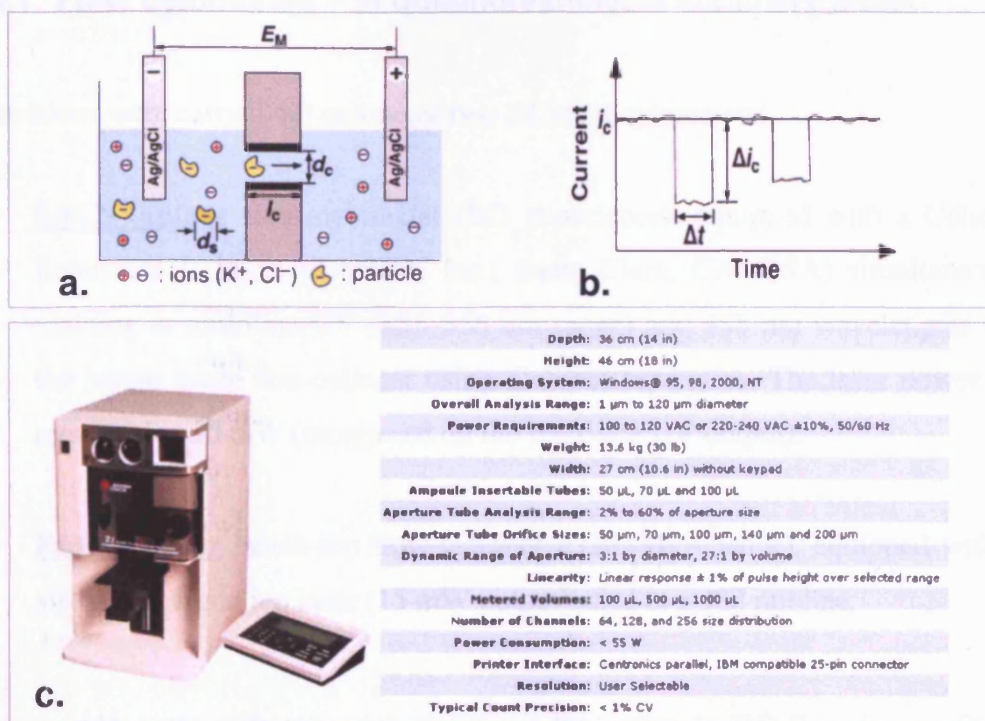 E_M
−
+
Ag/AgCl
Ag/AgCl
d_c
l_c
d_s
ions (K⁺, Cl⁻) particle
a.
Current
i_c
Δi_c
Δt
Time
b.
Depth: 36 cm (14 in)
Height: 46 cm (18 in)
Operating System: Windows® 95, 98, 2000, NT
Overall Analysis Range: 1 µm to 120 µm diameter
Power Requirements: 100 to 120 VAC or 220-240 VAC ±10%, 50/60 Hz
Weight: 13.6 kg (30 lb)
Width: 27 cm (10.6 in) without keypad
Ampoule Insertable Tubes: 50 µL, 70 µL and 100 µL
Aperture Tube Analysis Range: 2% to 60% of aperture size
Aperture Tube Orifice Sizes: 50 µm, 70 µm, 100 µm, 140 µm and 200 µm
Dynamic Range - Aperture: 3:1 by diameter, 27:1 by volume
Linearity: Linear response ± 1% of pulse height over selected range
Metered Volumes: 100 µL, 500 µL, 1000 µL
Number of Channels: 64, 128, and 256 size distribution
Power Consumption: < 55 W
Printer Interface: Centronics parallel, IBM compatible 25-pin connector
Resolution: User Selectable
Typical Count Precision: < 1% CV
c.